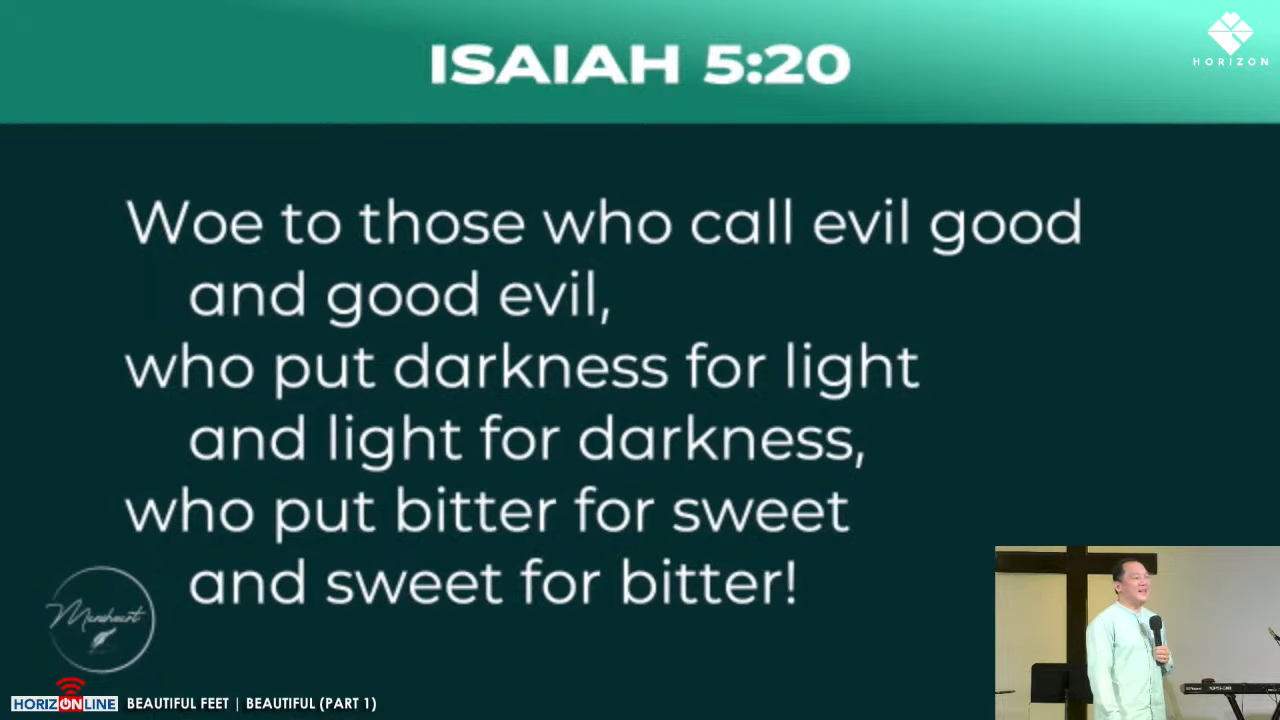 ISAIAH 5:20
HORIZON
Woe to those who call evil good
and good evil,
who put darkness for light
and light for darkness,
who put bitter for sweet
and sweet for bitter!
HORIZONLINE BEAUTIFUL FEET | BEAUTIFUL (PART 1)